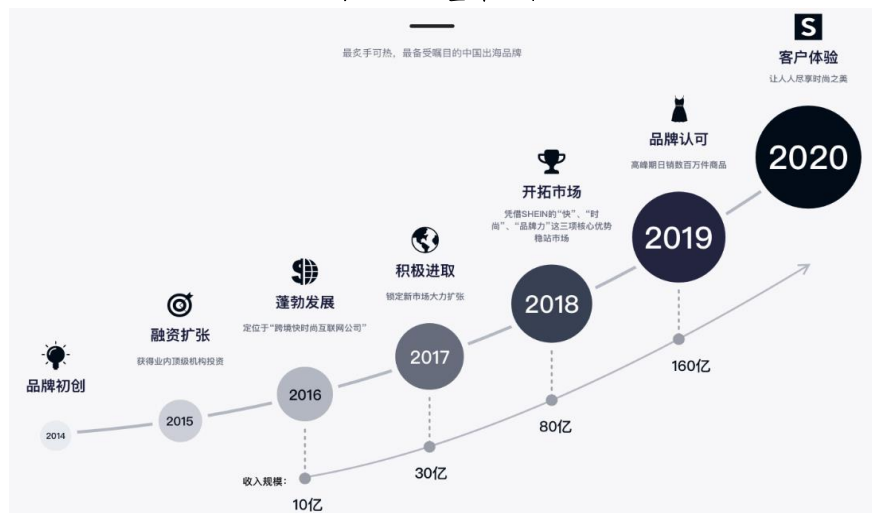 最炙手可热，最备受瞩目的中国出海品牌
S
客户体验
让人人尽享时尚之美
2020
品牌认可
高峰期日销数百万件商品
2019
开拓市场
凭借SHEIN的“快”、“时
尚”、“品牌力”这三项核心优势
稳站市场
2018
积极进取
锁定新市场大力扩张
2017
蓬勃发展
定位于“跨境快时尚互联网公司”
2016
融资扩张
获得业内顶级机构投资
2015
品牌初创
2014
收入规模：
10亿
30亿
80亿
160亿